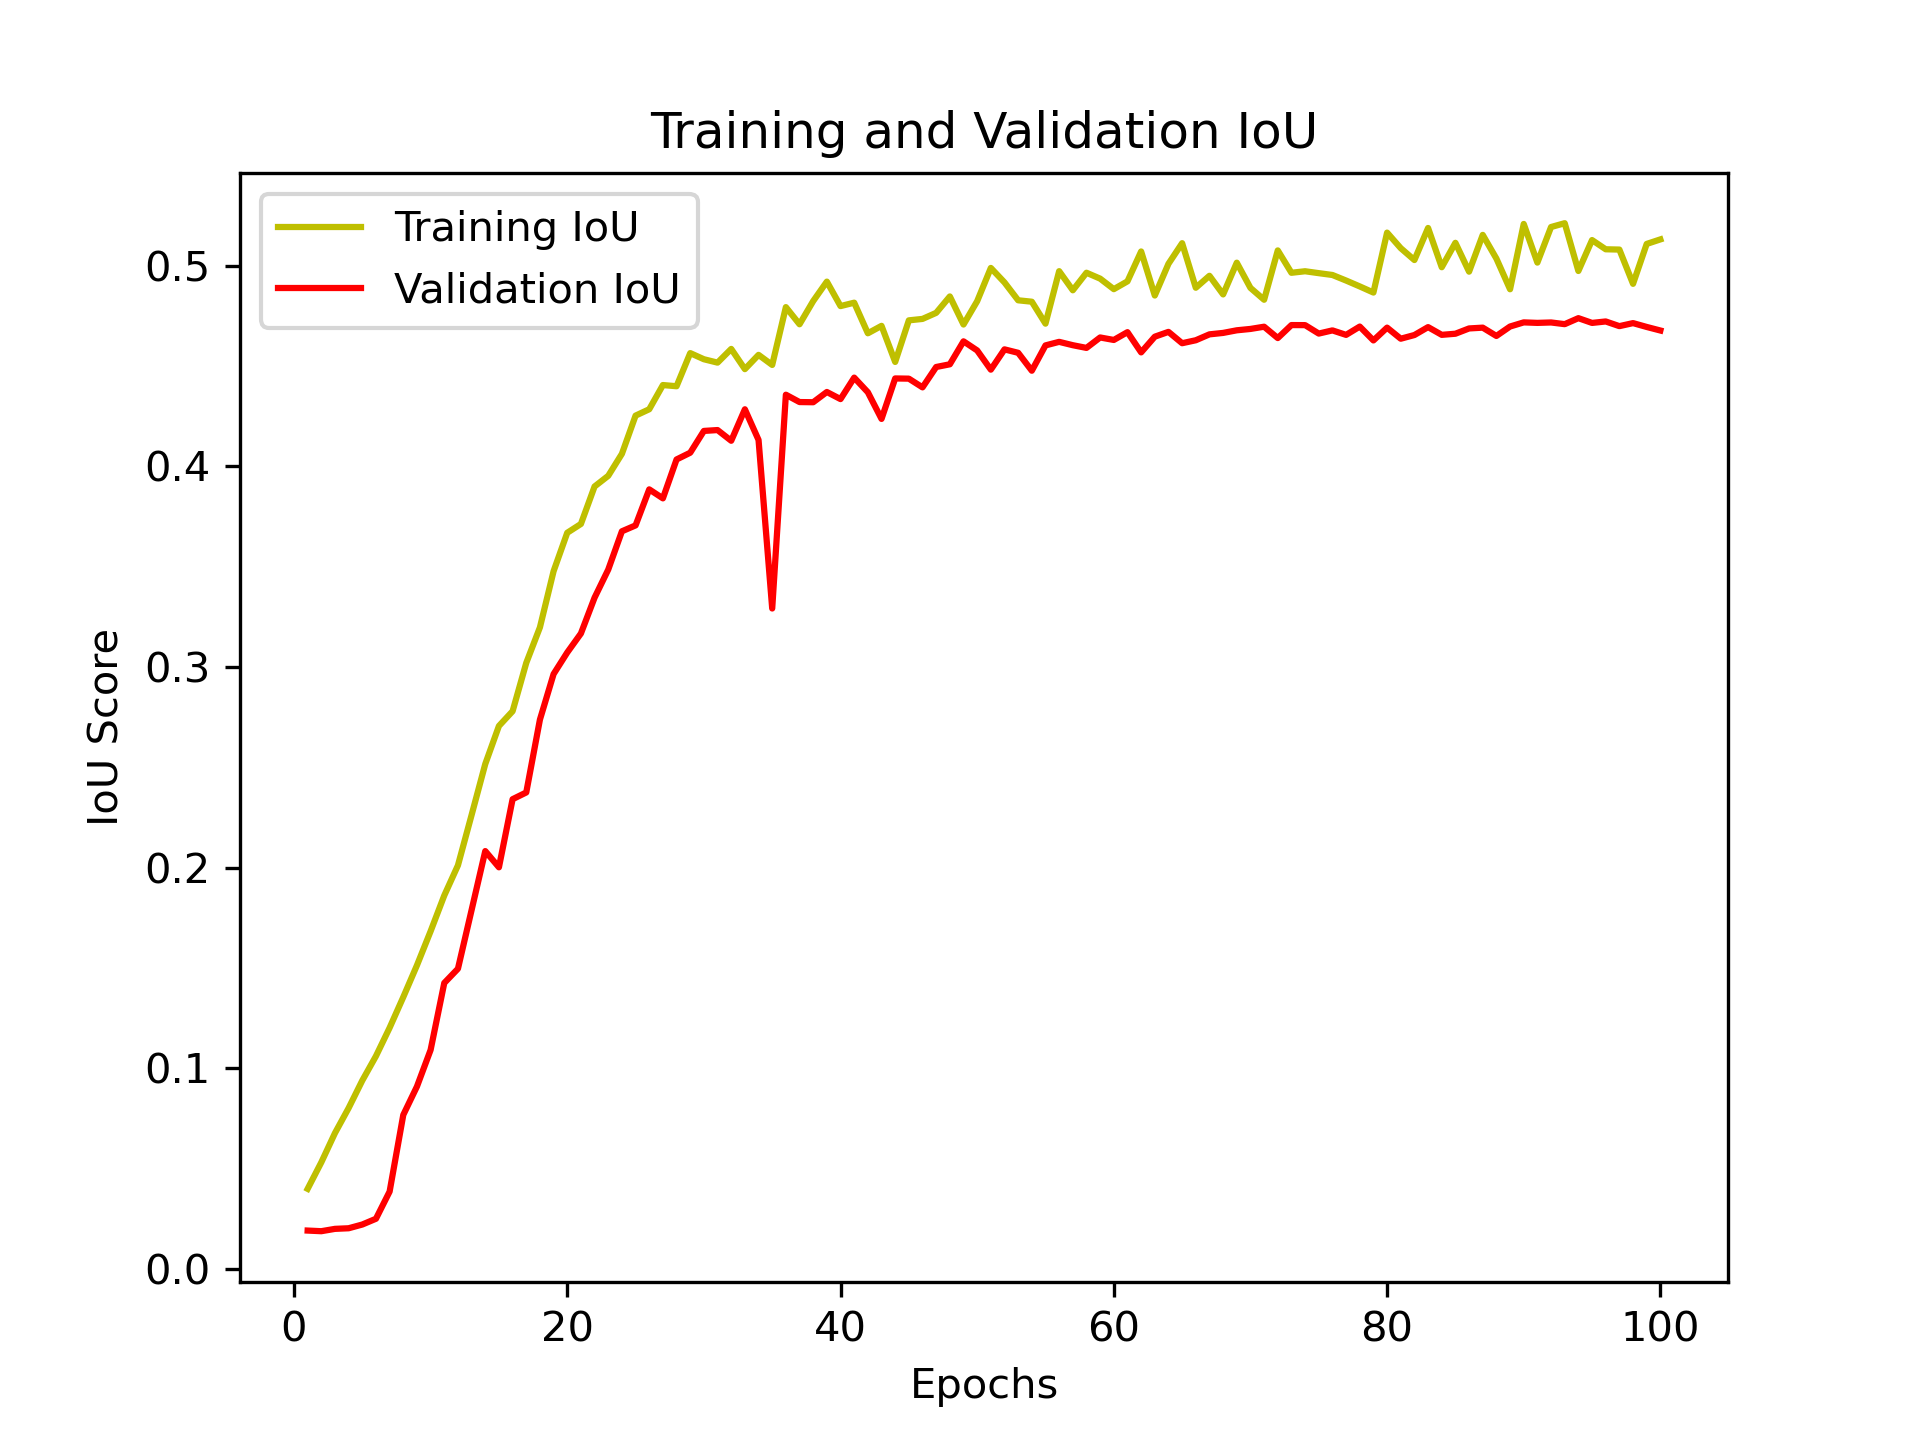 Training and Validation IoU
Training IoU
Validation IoU
IoU Score
0.5
0.4
0.3
0.2
0.1
0.0
0 20 40 60 80 100
Epochs